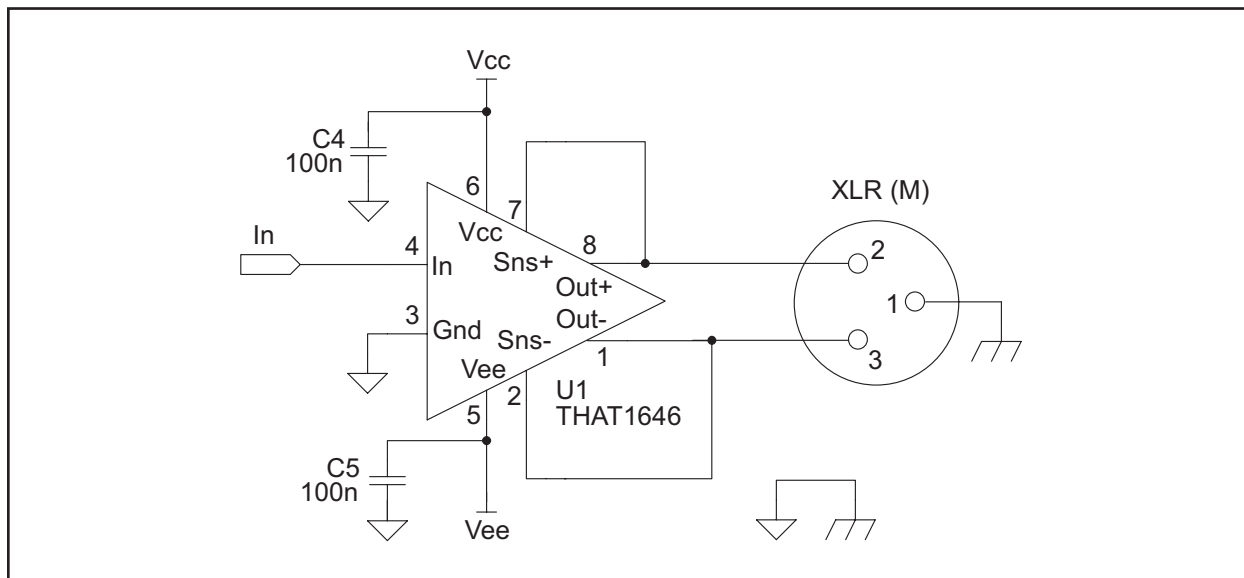 Vcc
C4
100n
6
7
XLR (M)
Vcc
In
4
8
2
In
Sns+
Out+
1
3
Gnd
Out-
Sns-
3
1
Vee
2
U1
THAT1646
5
C5
100n
Vee